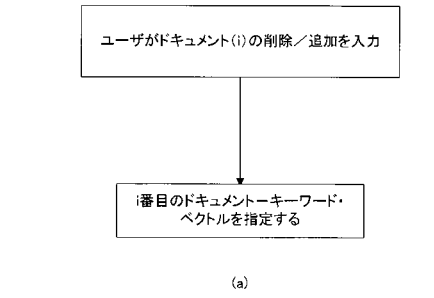 ユーザがドキュメント(i)の削除／追加を入力
i番目のドキュメントーキーワード・
ベクトルを指定する
(a)